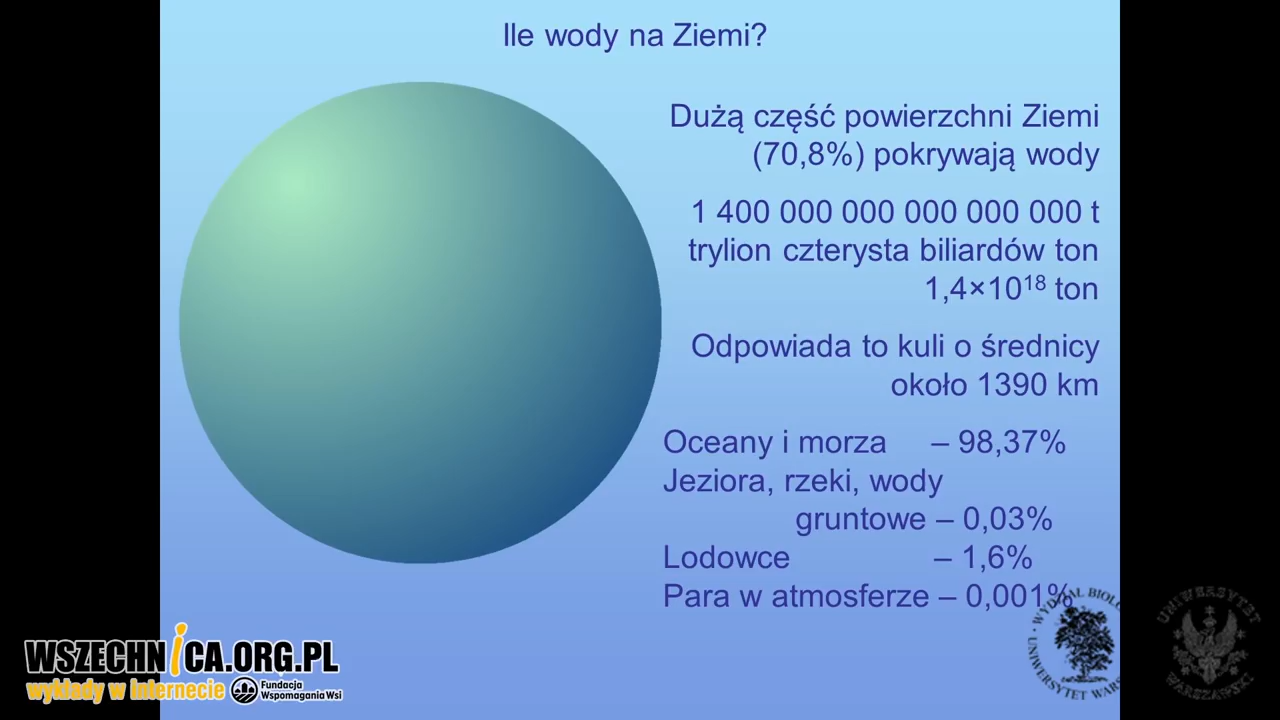 Ile wody na Ziemi?
Dużą część powierzchni Ziemi
(70,8%) pokrywają wody
1 400 000 000 000 000 000 t
trylion czterysta biliardów ton
1,4×10¹⁸ ton
Odpowiada to kuli o średnicy
około 1390 km
Oceany i morza – 98,37%
Jeziora, rzeki, wody
gruntowe – 0,03%
Lodowce – 1,6%
Para w atmosferze – 0,001%
WSZECHNICA.ORG.PL
wykłady w internecie
Fundacja
Wspomagania Wsi
UNIWERSYTET
WARSZAWSKI